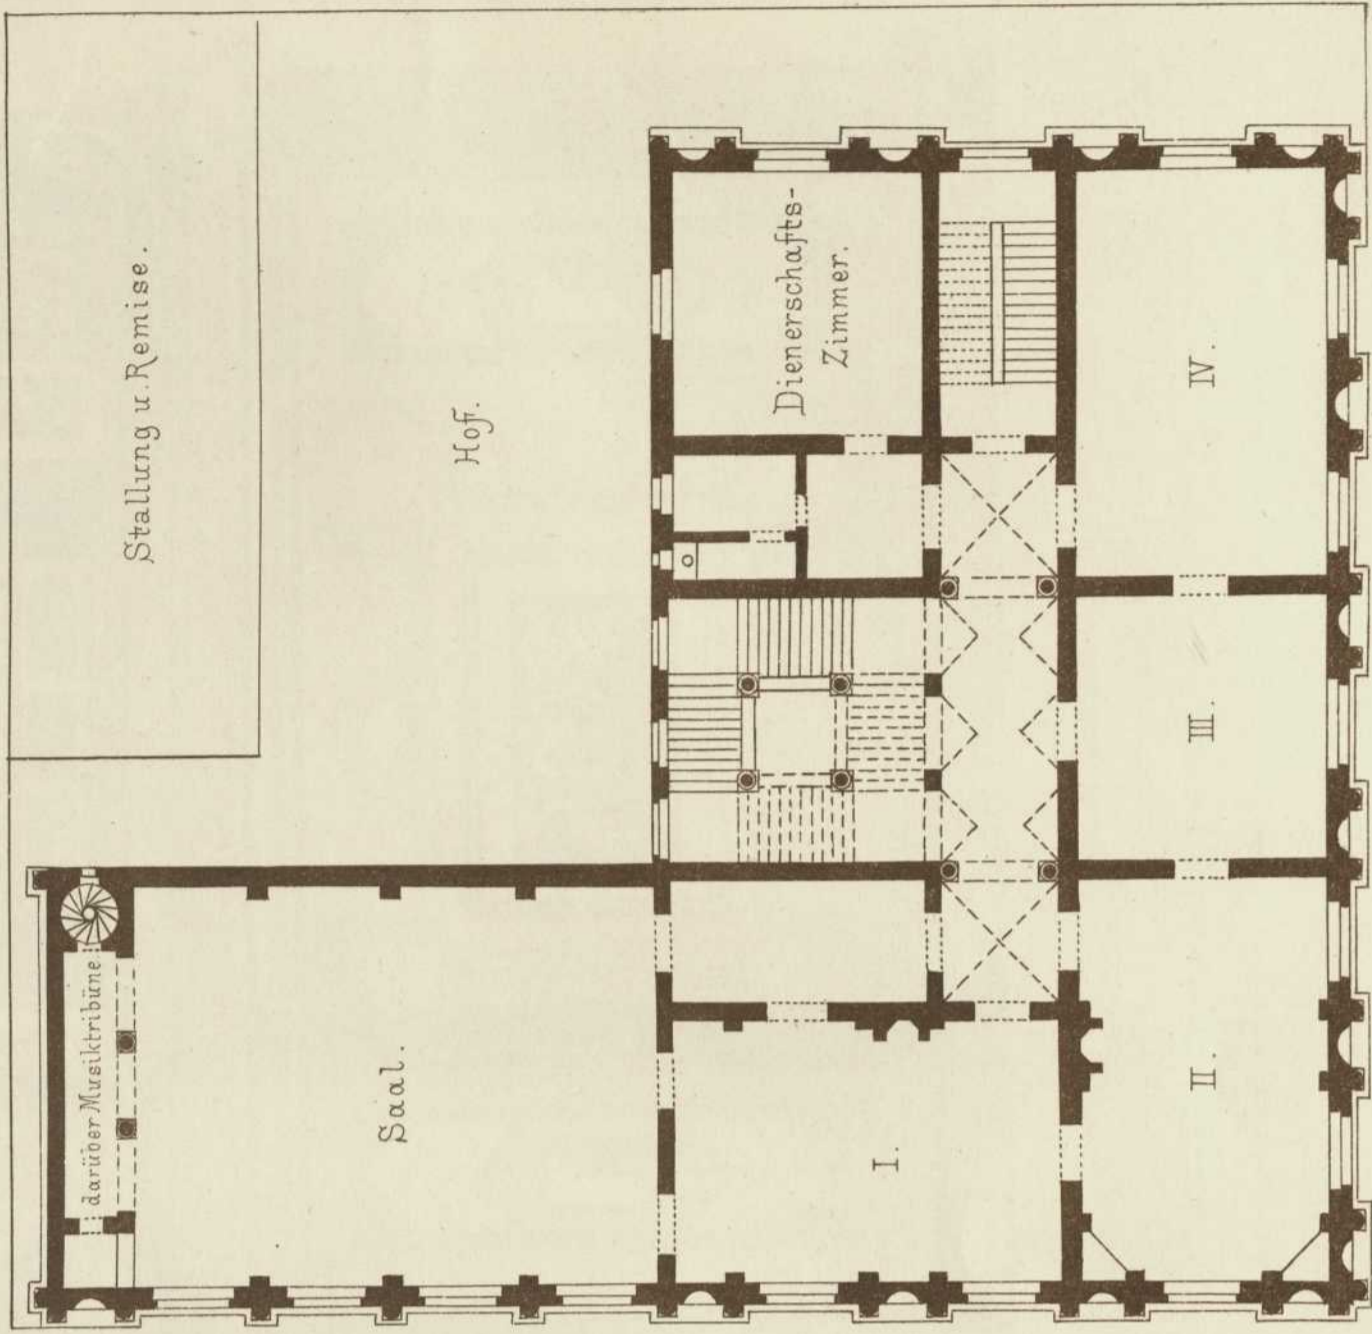 Stallung u. Remise.
Hof.
Dienerschafts-
Zimmer.
IV.
III.
darüber Musiktribüne.
Saal.
I.
II.